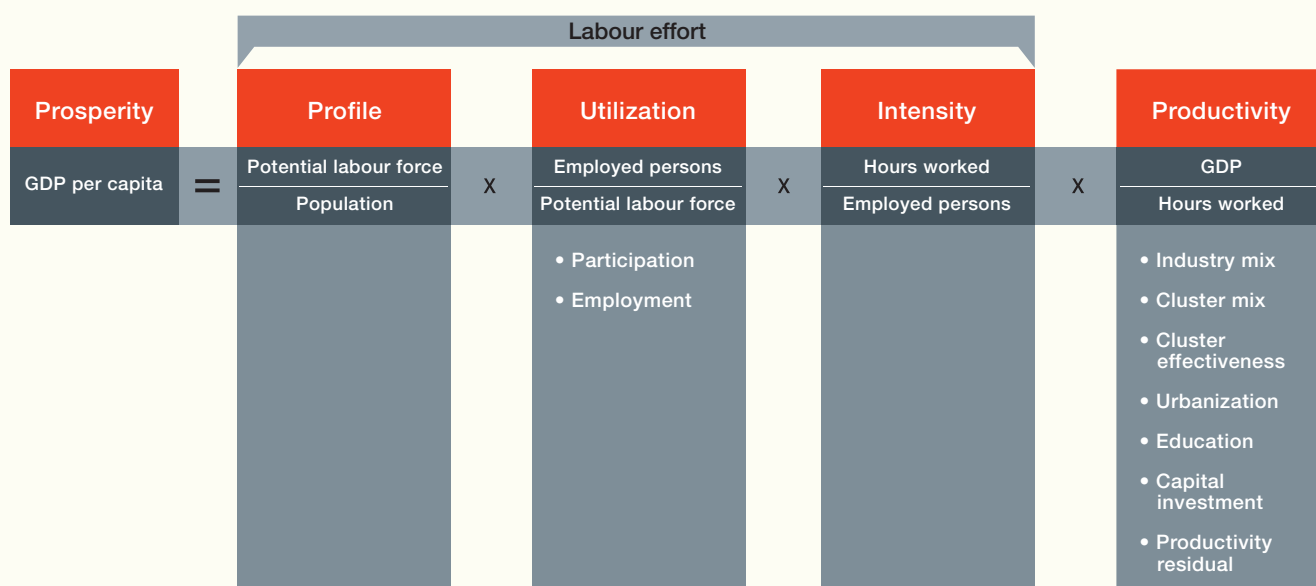 Labour effort
Prosperity
GDP per capita
=
Profile
Potential labour force
Population
x
Utilization
Employed persons
Potential labour force
• Participation
• Employment
x
Intensity
Hours worked
Employed persons
x
Productivity
GDP
Hours worked
• Industry mix
• Cluster mix
• Cluster
effectiveness
• Urbanization
• Education
• Capital
investment
• Productivity
residual